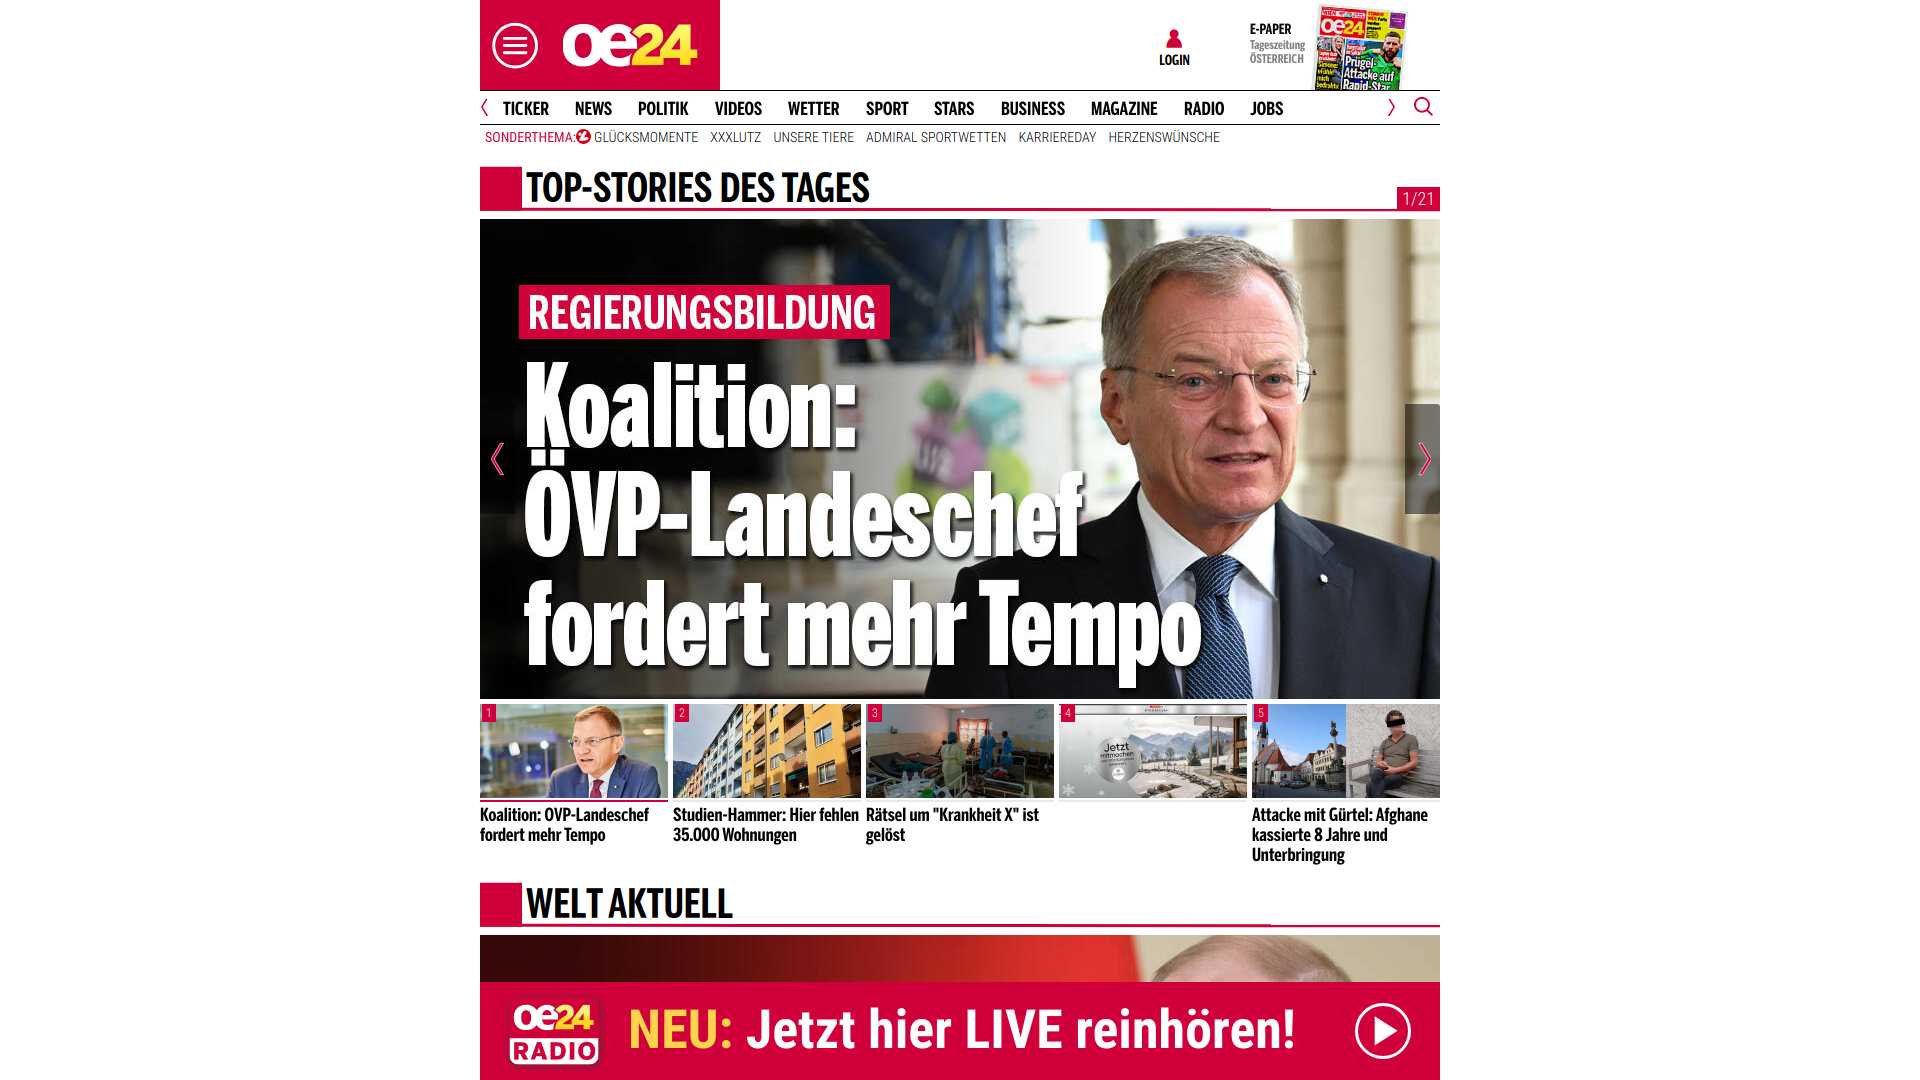 oe24
LOGIN
E-PAPER
Tageszeitung
ÖSTERREICH
oe24
Prügel-
Attacke auf
Rapid-Star
TICKER NEWS POLITIK VIDEOS WETTER SPORT STARS BUSINESS MAGAZINE RADIO JOBS
SONDERTHEMA: GLÜCKSMOMENTE XXXLUTZ UNSERE TIERE ADMIRAL SPORTWETTEN KARRIEREDAY HERZENSWÜNSCHE
TOP-STORIES DES TAGES
1/21
REGIERUNGSBILDUNG
Koalition:
ÖVP-Landeschef
fordert mehr Tempo
1
2
3
4
5
Jetzt
mitmachen
Koalition: ÖVP-Landeschef
fordert mehr Tempo
Studien-Hammer: Hier fehlen
35.000 Wohnungen
Rätsel um "Krankheit X" ist
gelöst
Attacke mit Gürtel: Afghane
kassierte 8 Jahre und
Unterbringung
WELT AKTUELL
oe24
RADIO
NEU: Jetzt hier LIVE reinhören!